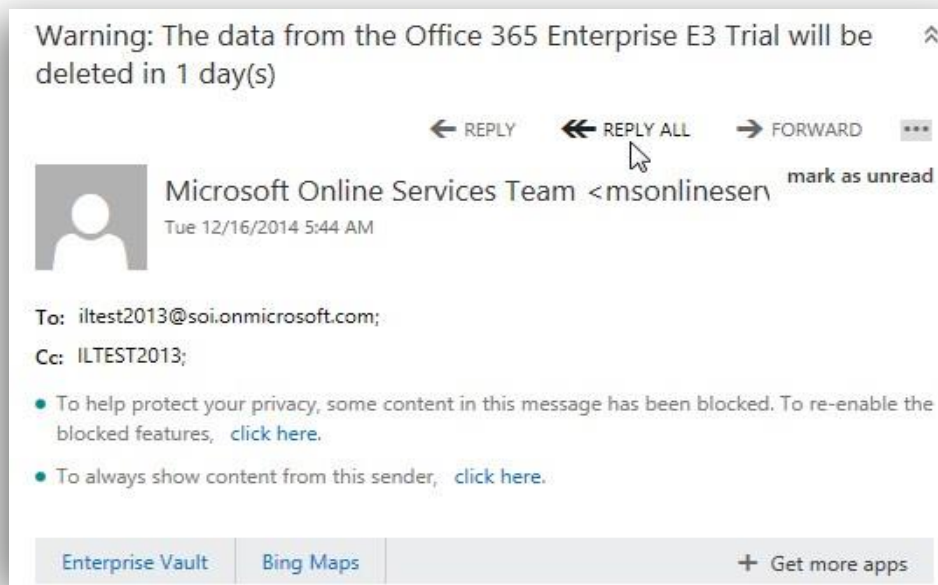 Warning: The data from the Office 365 Enterprise E3 Trial will be
deleted in 1 day(s)
REPLY REPLY ALL FORWARD
mark as unread
Microsoft Online Services Team <msonlineserv
Tue 12/16/2014 5:44 AM
To: iltest2013@soi.onmicrosoft.com;
Cc: ILTEST2013;
To help protect your privacy, some content in this message has been blocked. To re-enable the
blocked features, click here.
To always show content from this sender, click here.
Enterprise Vault Bing Maps + Get more apps